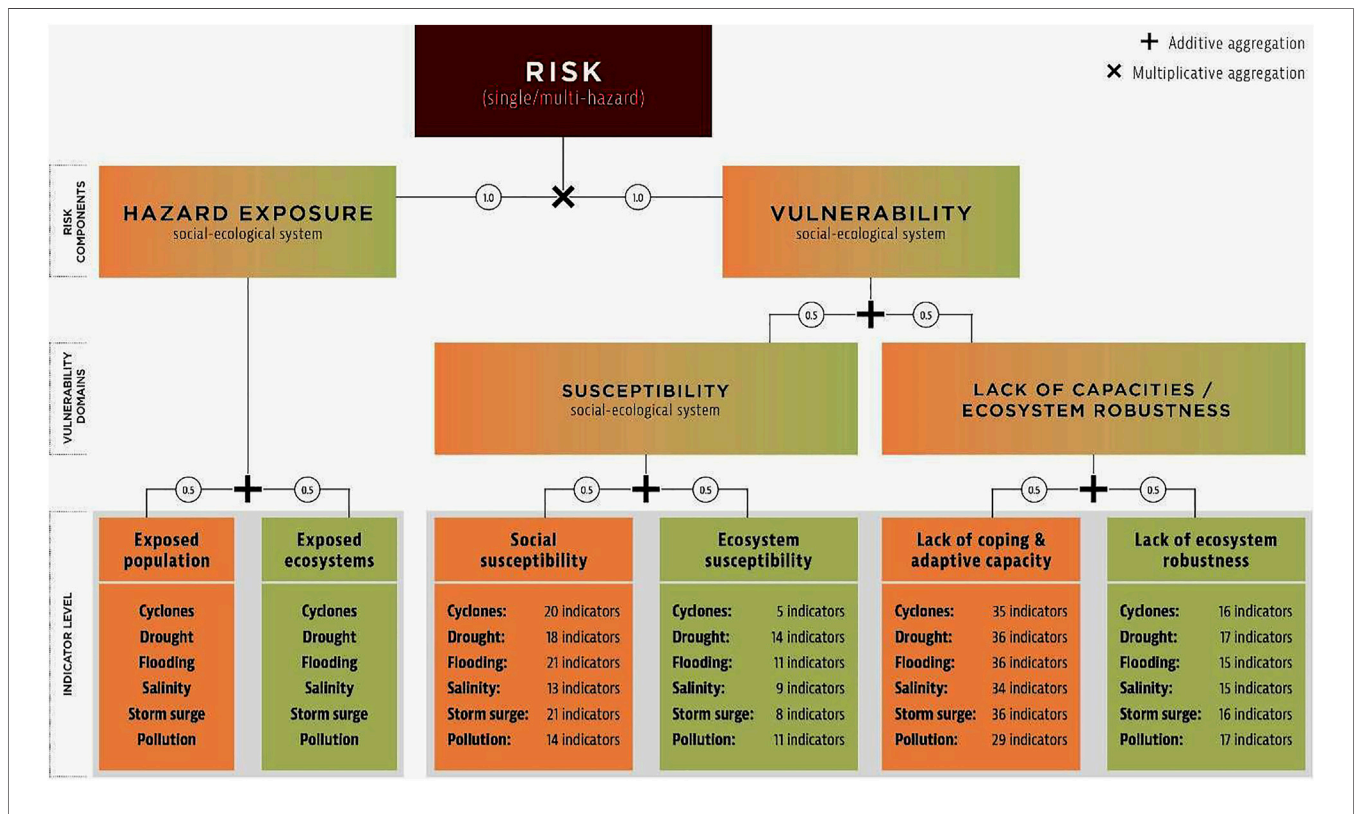 RISK
(single/multi-hazard)
+ Additive aggregation
× Multiplicative aggregation
RISK
COMPONENTS
HAZARD EXPOSURE
social-ecological system
1.0
×
1.0
VULNERABILITY
social-ecological system
0.5
+
0.5
VULNERABILITY
DOMAINS
SUSCEPTIBILITY
social-ecological system
LACK OF CAPACITIES /
ECOSYSTEM ROBUSTNESS
0.5
+
0.5
0.5
+
0.5
0.5
+
0.5
INDICATOR LEVEL
Exposed
population
Cyclones
Drought
Flooding
Salinity
Storm surge
Pollution
Exposed
ecosystems
Cyclones
Drought
Flooding
Salinity
Storm surge
Pollution
Social
susceptibility
Cyclones: 20 indicators
Drought: 18 indicators
Flooding: 21 indicators
Salinity: 13 indicators
Storm surge: 21 indicators
Pollution: 14 indicators
Ecosystem
susceptibility
Cyclones: 5 indicators
Drought: 14 indicators
Flooding: 11 indicators
Salinity: 9 indicators
Storm surge: 8 indicators
Pollution: 11 indicators
Lack of coping &
adaptive capacity
Cyclones: 35 indicators
Drought: 36 indicators
Flooding: 36 indicators
Salinity: 34 indicators
Storm surge: 36 indicators
Pollution: 29 indicators
Lack of ecosystem
robustness
Cyclones: 16 indicators
Drought: 17 indicators
Flooding: 15 indicators
Salinity: 15 indicators
Storm surge: 16 indicators
Pollution: 17 indicators